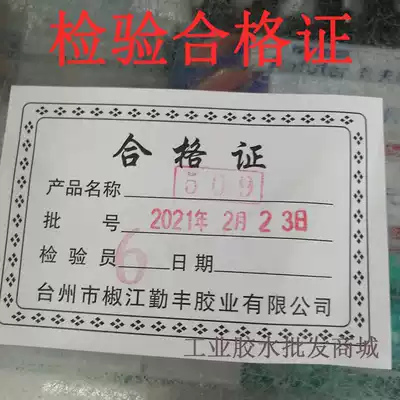 检验合格证
合格证
产品名称 509
批 号 2021年 2月 23日
检验员 6 日期
台州市椒江勤丰胶业有限公司
工业胶水批发商城